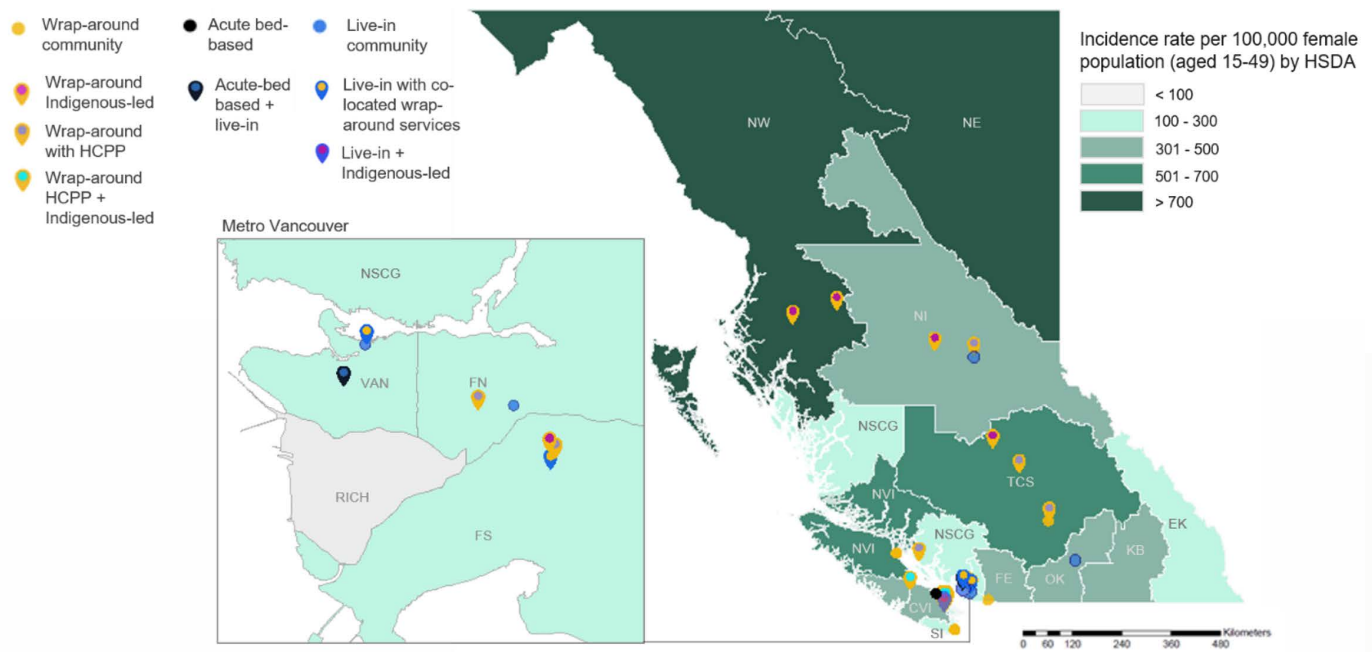 Wrap-around
community
Acute bed-
based
Live-in
community
Wrap-around
Indigenous-led
Acute-bed
based +
live-in
Live-in with co-
located wrap-
around services
Wrap-around
with HCPP
Live-in +
Indigenous-led
Wrap-around
HCPP +
Indigenous-led
Incidence rate per 100,000 female
population (aged 15-49) by HSDA
< 100
100 - 300
301 - 500
501 - 700
> 700
Metro Vancouver
NSCG
VAN
FN
RICH
FS
NW
NE
NI
NSCG
TCS
NVI
NVI
NSCG
EK
KB
OK
FE
CVI
SI
0 60 120 240 360 480 Kilometers